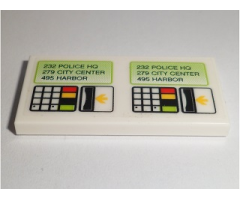 232 POLICE HQ
279 CITY CENTER
495 HARBOR
232 POLICE HQ
279 CITY CENTER
495 HARBOR